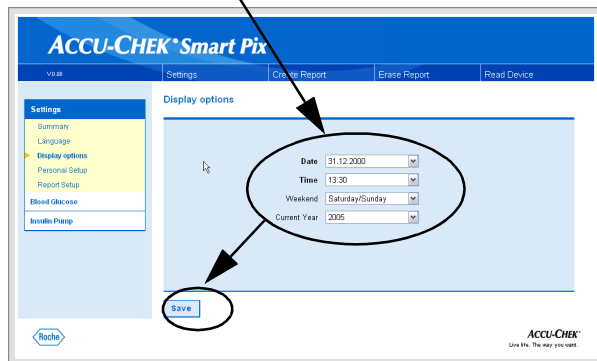 ACCU-CHEK® Smart Pix
V0.00 Settings Create Report Erase Report Read Device
Display options
Settings
Summary
Language
Display options
Personal Setup
Report Setup
Blood Glucose
Insulin Pump
Date 31.12.2000
Time 13:30
Weekend Saturday/Sunday
Current Year 2005
Save
Roche
ACCU-CHEK®
Live life. The way you want.